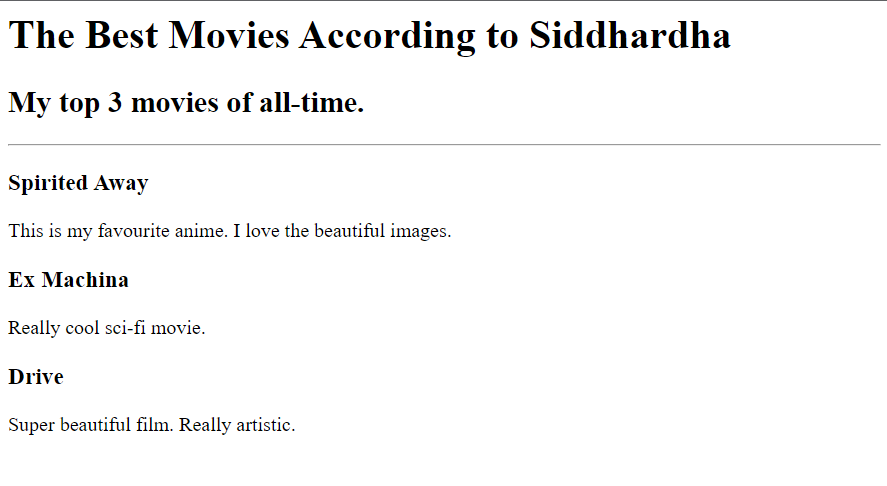 The Best Movies According to Siddhardha
My top 3 movies of all-time.
Spirited Away
This is my favourite anime. I love the beautiful images.
Ex Machina
Really cool sci-fi movie.
Drive
Super beautiful film. Really artistic.